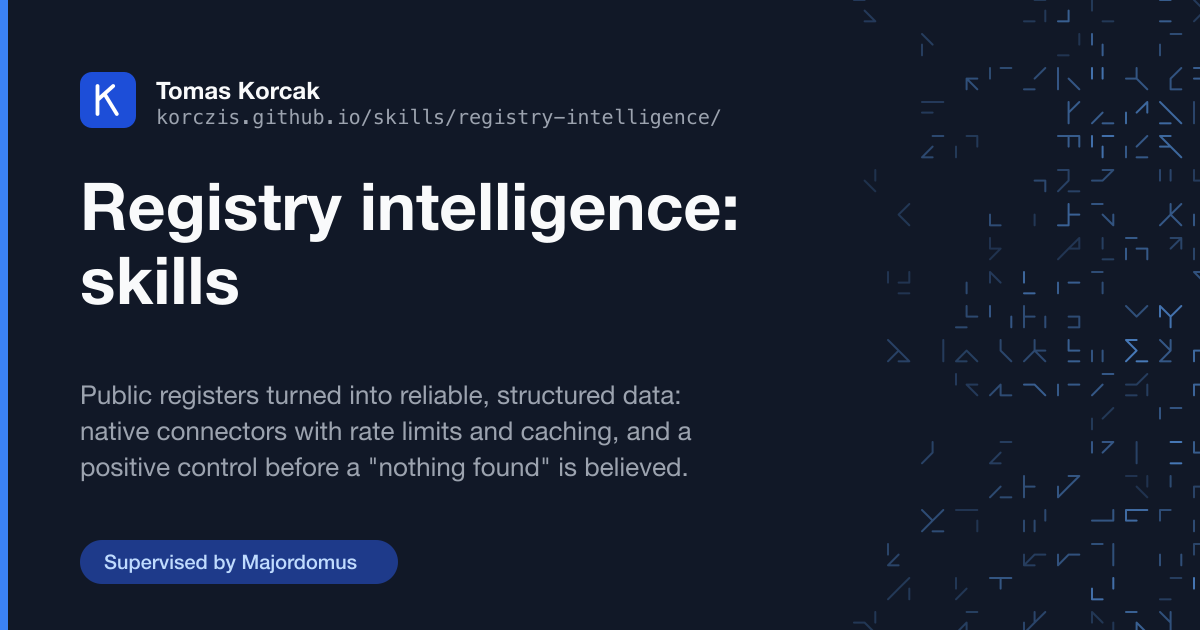 K
Tomas Korcak
korczis.github.io/skills/registry-intelligence/
Registry intelligence:
skills
Public registers turned into reliable, structured data:
native connectors with rate limits and caching, and a
positive control before a "nothing found" is believed.
Supervised by Majordomus